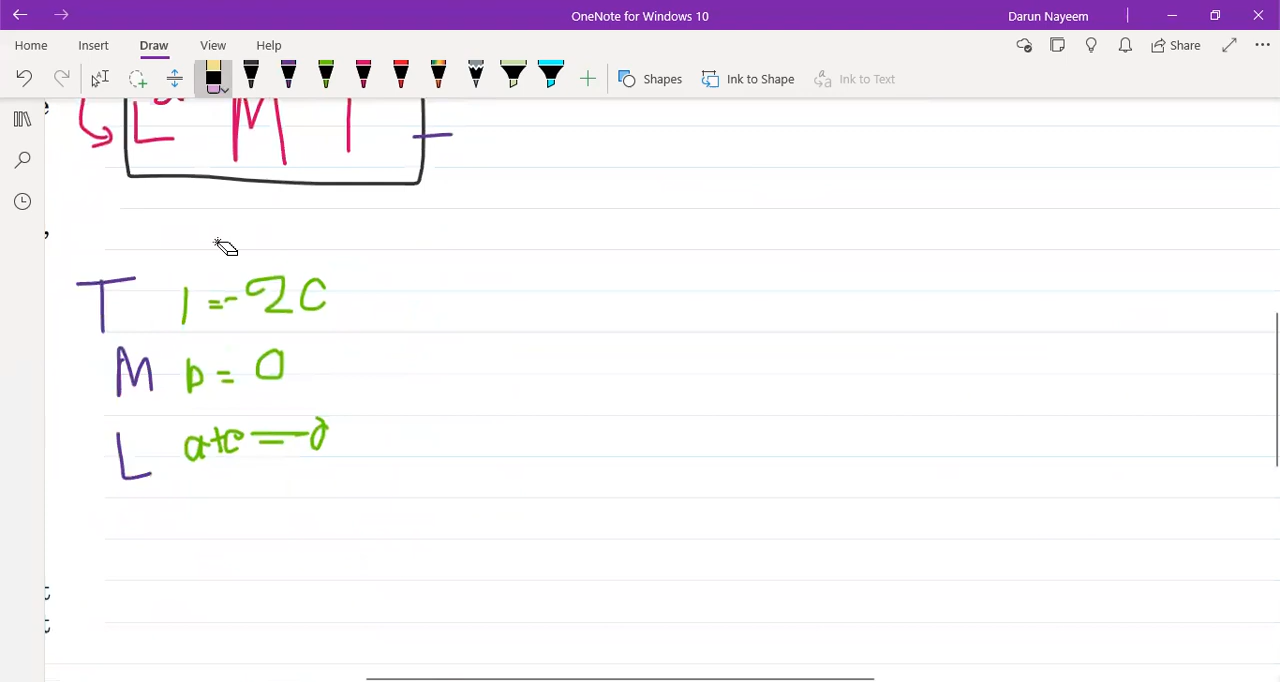 OneNote for Windows 10
Darun Nayeem
Home Insert Draw View Help
Share
Shapes Ink to Shape Ink to Text
L M T
T 1 = -2C
M b = 0
L a+c = 0